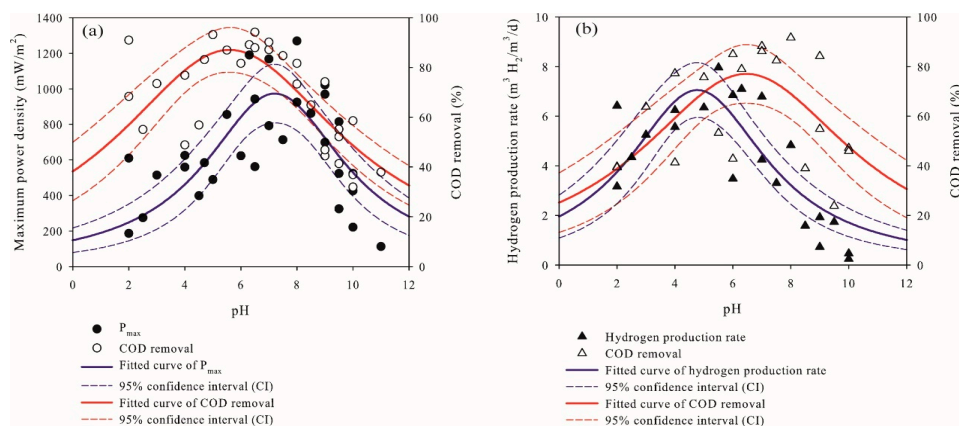 (a)
Maximum power density (mW/m²)
1400
1200
1000
800
600
400
200
0
0 2 4 6 8 10 12
pH
100
80
60
40
20
0
COD removal (%)
P max
COD removal
Fitted curve of P max
95% confidence interval (CI)
Fitted curve of COD removal
95% confidence interval (CI)
(b)
Hydrogen production rate (m³ H₂/m³/d)
10
8
6
4
2
0
0 2 4 6 8 10 12
pH
100
80
60
40
20
0
COD removal (%)
Hydrogen production rate
COD removal
Fitted curve of hydrogen production rate
95% confidence interval (CI)
Fitted curve of COD removal
95% confidence interval (CI)